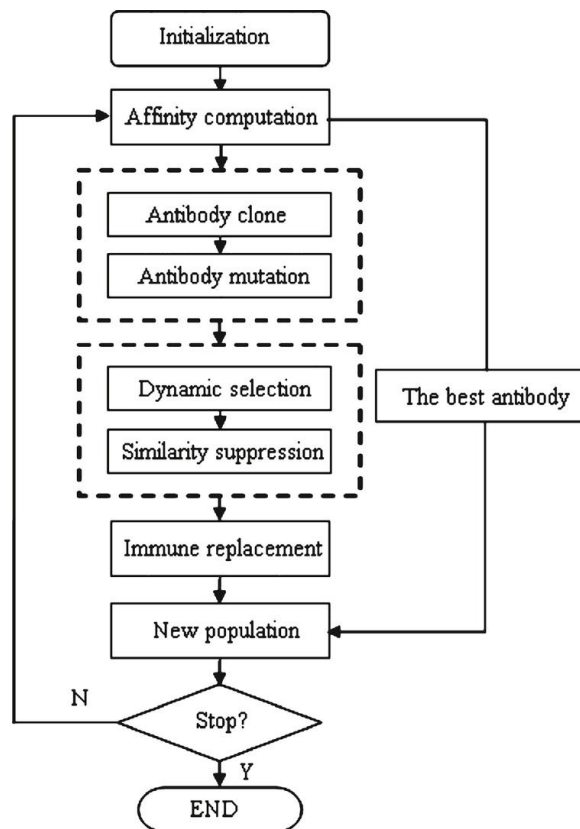 Initialization
Affinity computation
Antibody clone
Antibody mutation
Dynamic selection
The best antibody
Similarity suppression
Immune replacement
New population
N
Stop?
Y
END